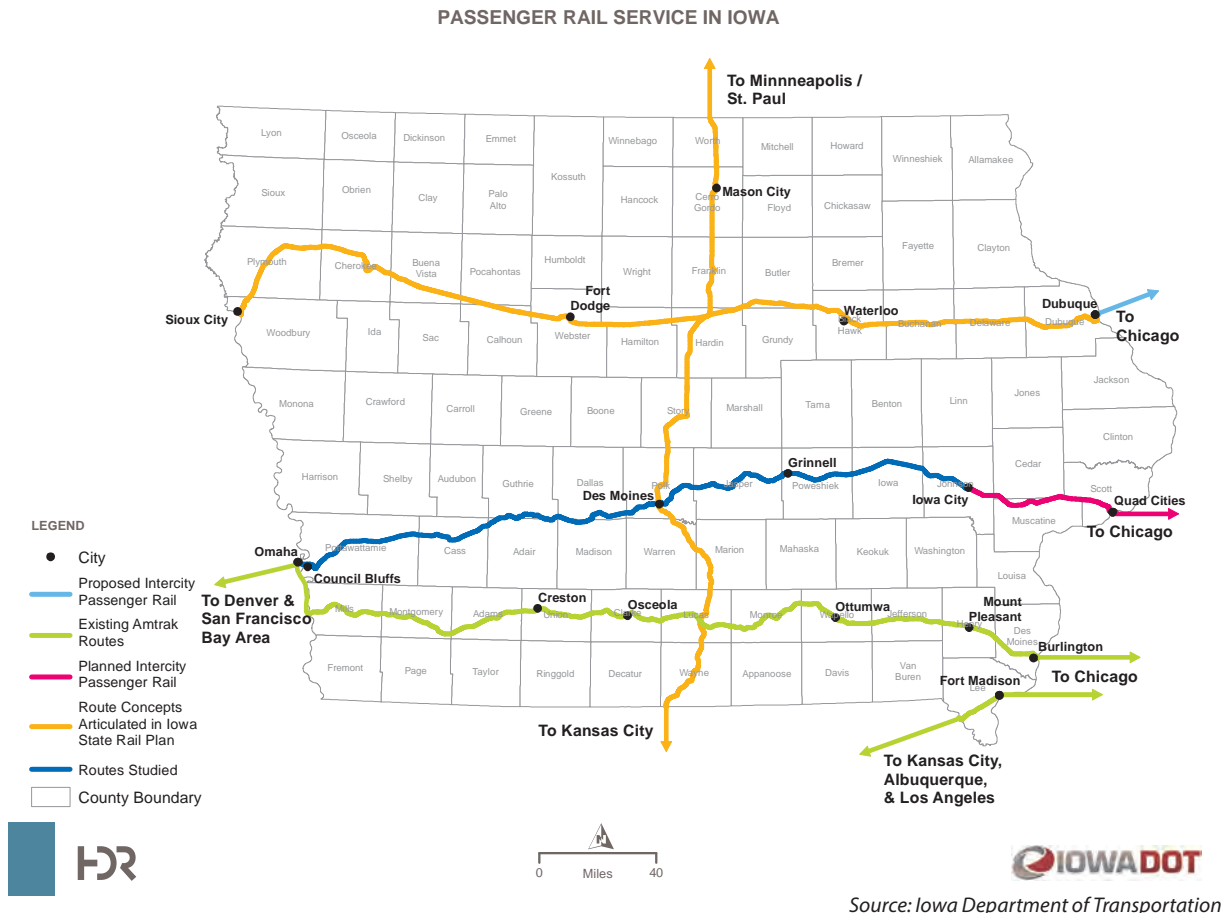 PASSENGER RAIL SERVICE IN IOWA
To Minnneapolis /
St. Paul
Lyon
Osceola
Dickinson
Emmet
Winnebago
Worth
Mitchell
Howard
Winneshiek
Allamakee
Kossuth
Sioux
Obrien
Clay
Palo
Alto
Hancock
Cerro
Gordo
Mason City
Floyd
Chickasaw
Fayette
Clayton
Plymouth
Cherokee
Buena
Vista
Pocahontas
Humboldt
Wright
Franklin
Butler
Bremer
Fort
Dodge
Waterloo
Dubuque
To
Chicago
Sioux City
Woodbury
Ida
Sac
Calhoun
Webster
Hamilton
Hardin
Grundy
Black
Hawk
Buchanan
Delaware
Dubuque
Jackson
Monona
Crawford
Carroll
Greene
Boone
Story
Marshall
Tama
Benton
Linn
Jones
Clinton
Cedar
Harrison
Shelby
Audubon
Guthrie
Dallas
Polk
Des Moines
Jasper
Grinnell
Poweshiek
Iowa
Johnson
Iowa City
Scott
Quad Cities
Muscatine
To Chicago
Omaha
Pottawattamie
Council Bluffs
Cass
Adair
Madison
Warren
Marion
Mahaska
Keokuk
Washington
Louisa
To Denver &
San Francisco
Bay Area
Mills
Montgomery
Adams
Creston
Union
Osceola
Clarke
Lucas
Monroe
Ottumwa
Wapello
Jefferson
Mount
Pleasant
Henry
Des
Moines
Burlington
To Chicago
Fremont
Page
Taylor
Ringgold
Decatur
Wayne
Appanoose
Davis
Van
Buren
Fort Madison
Lee
To Kansas City
To Kansas City,
Albuquerque,
& Los Angeles
LEGEND
City
Proposed Intercity
Passenger Rail
Existing Amtrak
Routes
Planned Intercity
Passenger Rail
Route Concepts
Articulated in Iowa
State Rail Plan
Routes Studied
County Boundary
HDR
N
0 Miles 40
IOWADOT
Source: Iowa Department of Transportation